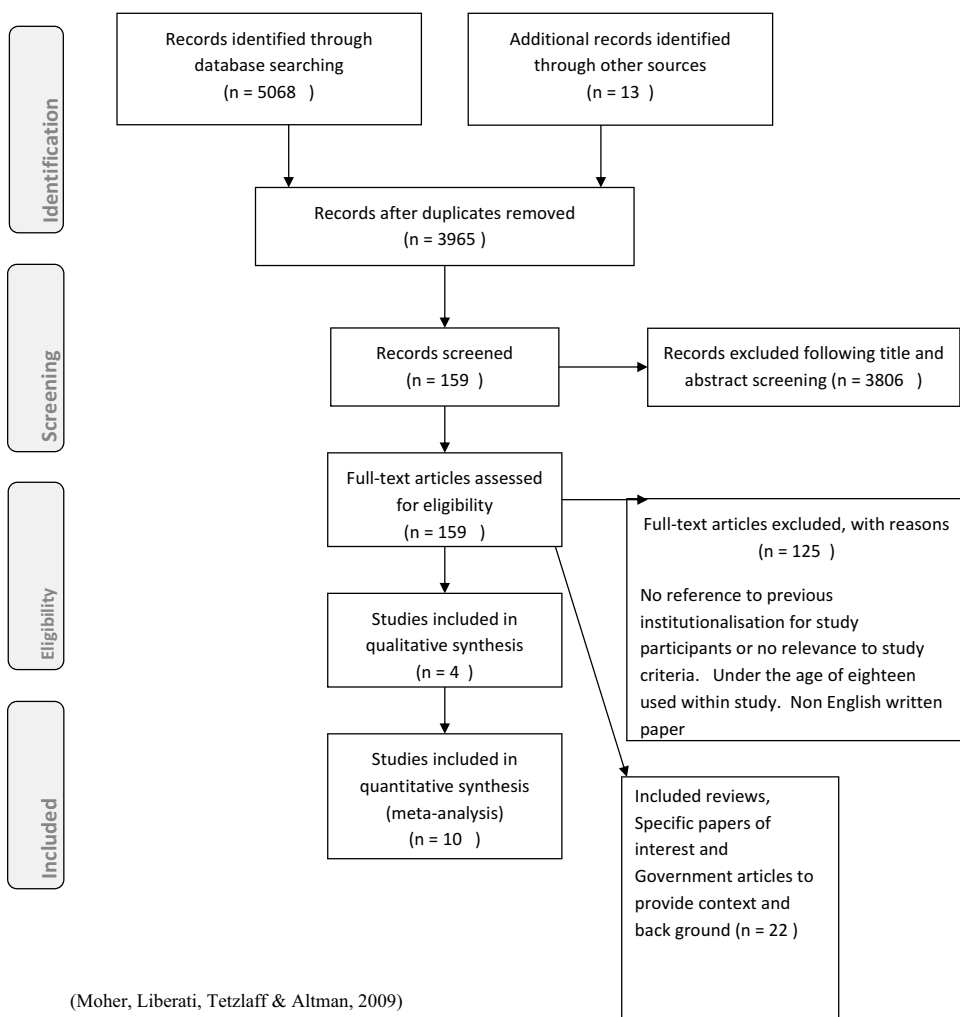 Identification
Records identified through
database searching
(n = 5068 )
Additional records identified
through other sources
(n = 13 )
Records after duplicates removed
(n = 3965 )
Screening
Records screened
(n = 159 )
Records excluded following title and
abstract screening (n = 3806 )
Eligibility
Full-text articles assessed
for eligibility
(n = 159 )
Full-text articles excluded, with reasons
(n = 125 )
No reference to previous
institutionalisation for study
participants or no relevance to study
criteria. Under the age of eighteen
used within study. Non English written
paper
Studies included in
qualitative synthesis
(n = 4 )
Included
Studies included in
quantitative synthesis
(meta-analysis)
(n = 10 )
Included reviews,
Specific papers of
interest and
Government articles to
provide context and
back ground (n = 22 )
(Moher, Liberati, Tetzlaff & Altman, 2009)